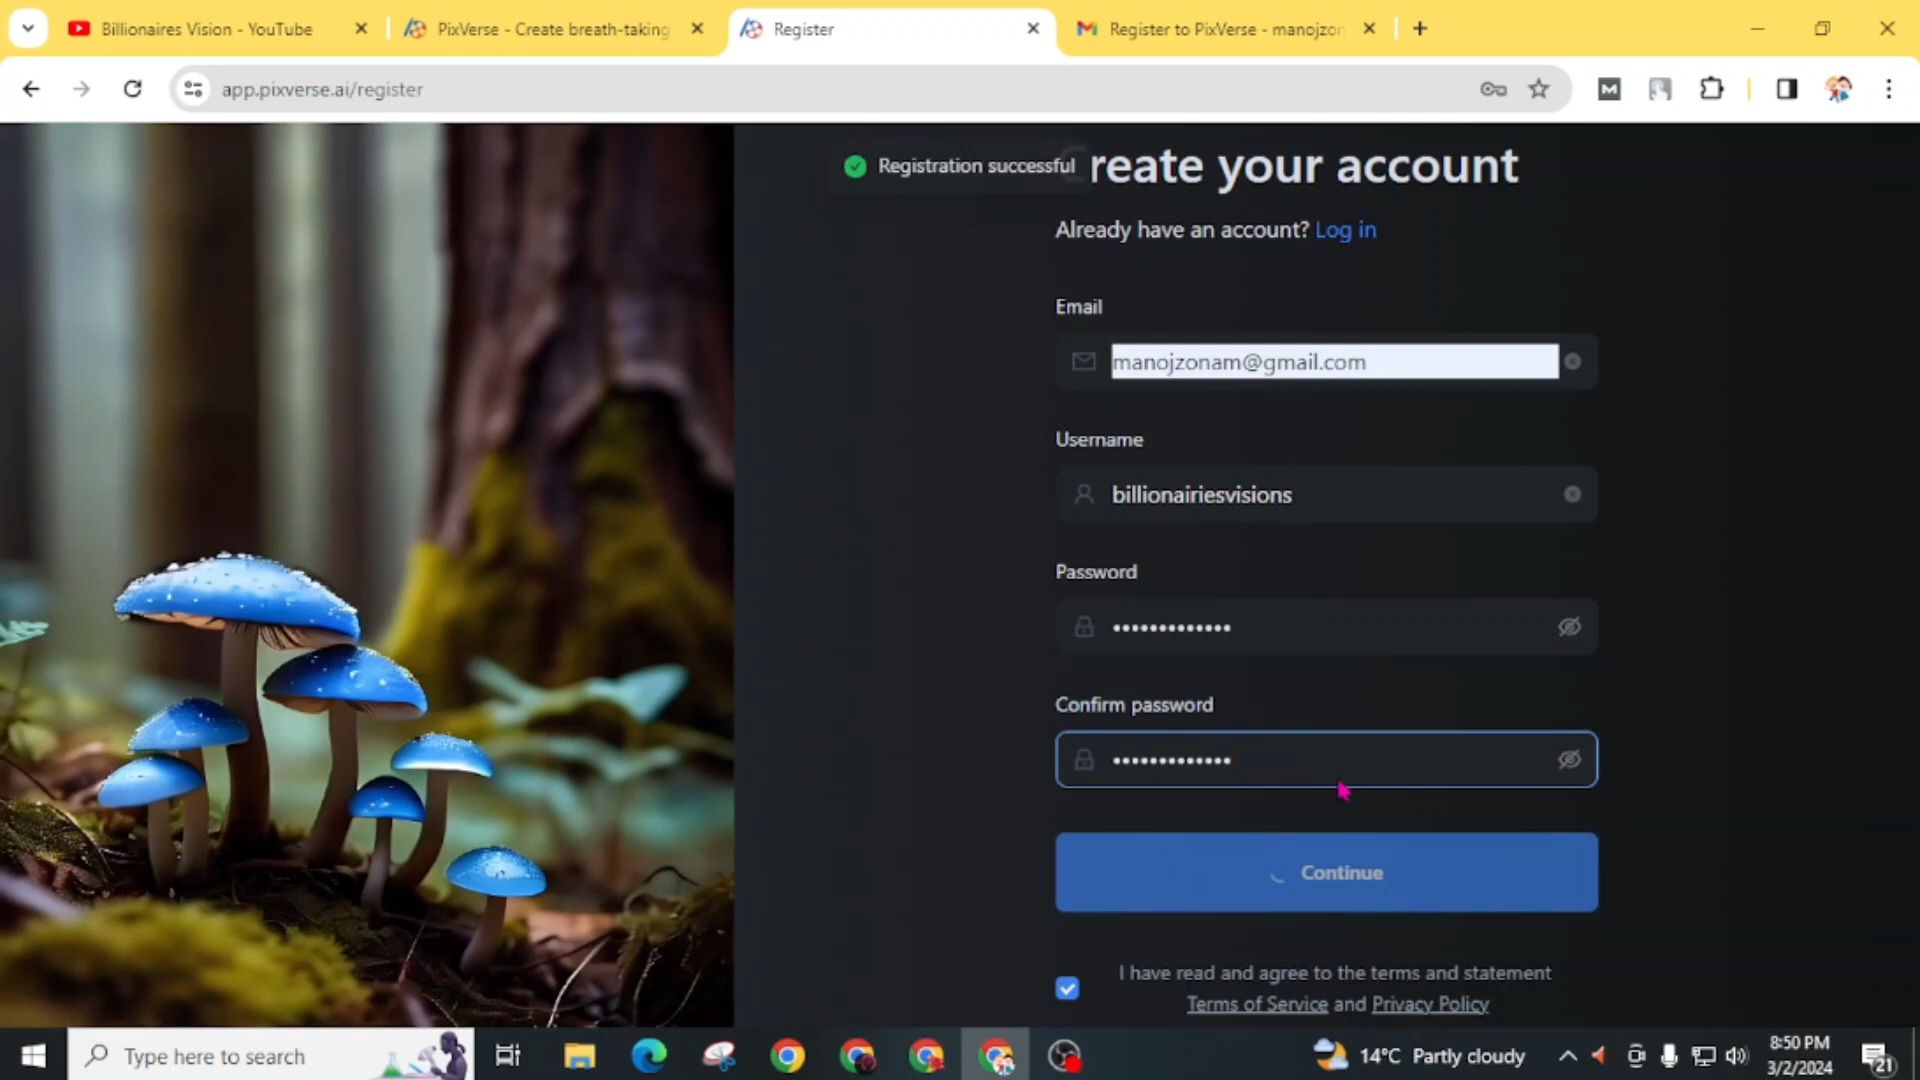 Billionaires Vision - YouTube
PixVerse - Create breath-taking
Register
Register to PixVerse - manojzon
app.pixverse.ai/register
Registration successful
Create your account
Already have an account? Log in
Email
manojzonam@gmail.com
Username
billionairiesvisions
Password
•••••••••••••
Confirm password
•••••••••••••
Continue
I have read and agree to the terms and statement
Terms of Service and Privacy Policy
Type here to search
14°C Partly cloudy
8:50 PM
3/2/2024
21